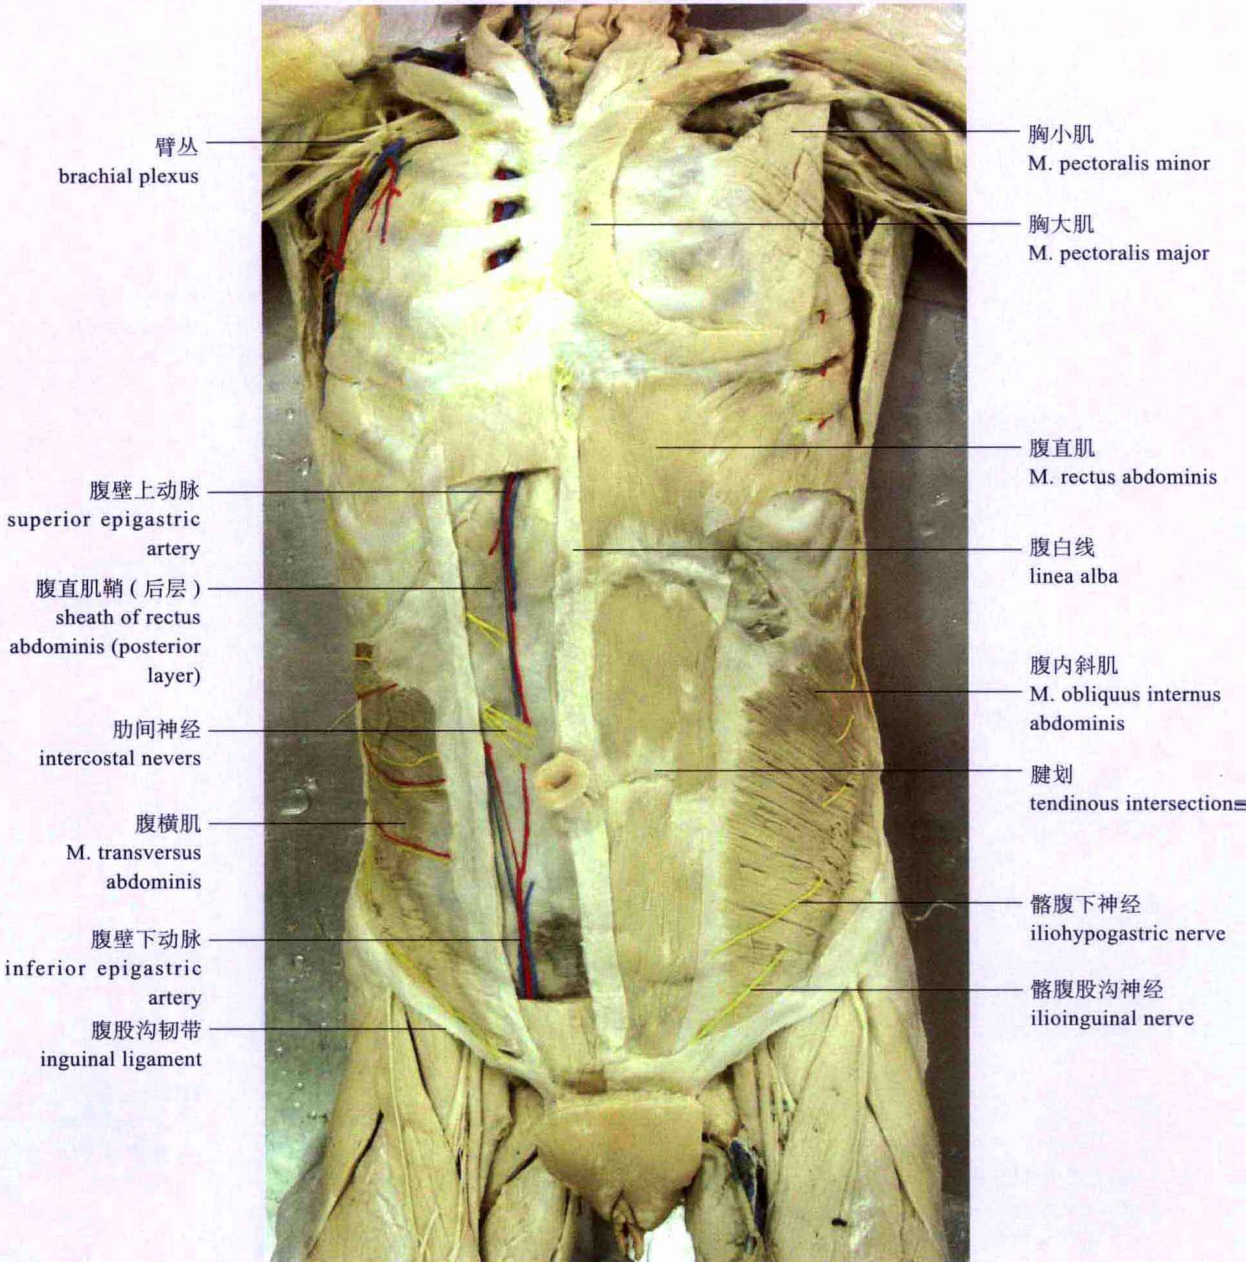 臂丛
brachial plexus
腹壁上动脉
superior epigastric
artery
腹直肌鞘 ( 后层 )
sheath of rectus
abdominis (posterior
layer)
肋间神经
intercostal nevers
腹横肌
M. transversus
abdominis
腹壁下动脉
inferior epigastric
artery
腹股沟韧带
inguinal ligament
胸小肌
M. pectoralis minor
胸大肌
M. pectoralis major
腹直肌
M. rectus abdominis
腹白线
linea alba
腹内斜肌
M. obliquus internus
abdominis
腱划
tendinous intersections
髂腹下神经
iliohypogastric nerve
髂腹股沟神经
ilioinguinal nerve